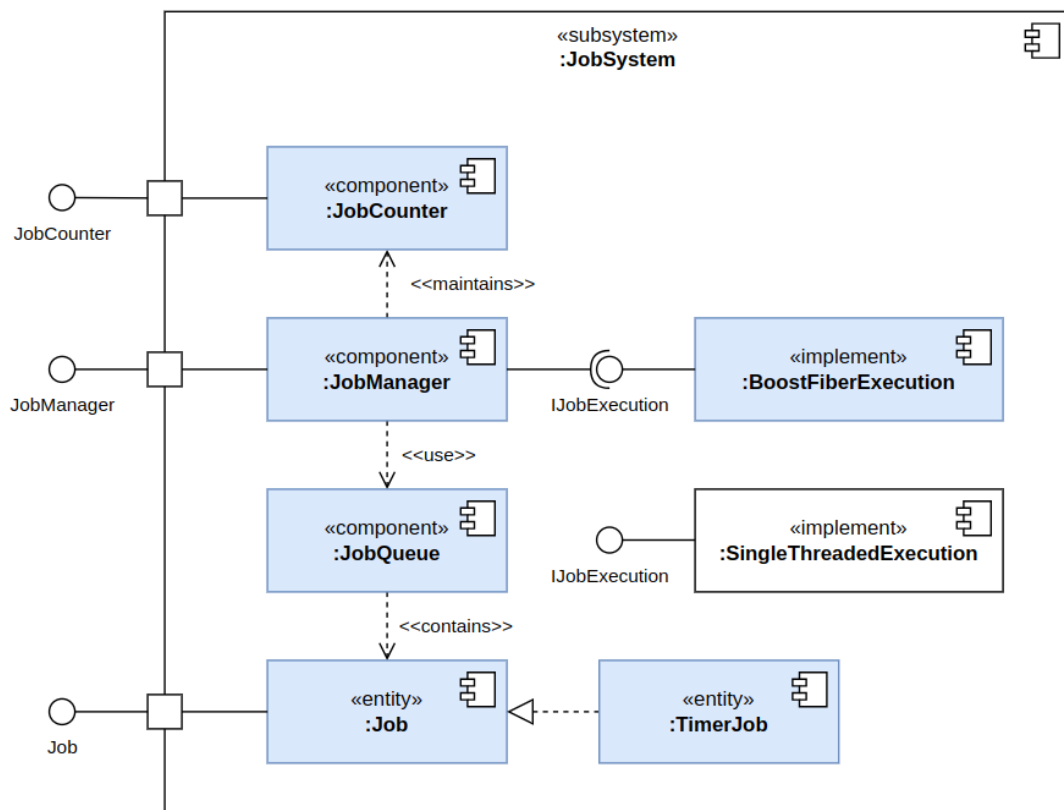 «subsystem»
:JobSystem
«component»
:JobCounter
JobCounter
<<maintains>>
«component»
:JobManager
JobManager
IJobExecution
«implement»
:BoostFiberExecution
<<use>>
«component»
:JobQueue
IJobExecution
«implement»
:SingleThreadedExecution
<<contains>>
«entity»
:Job
Job
«entity»
:TimerJob